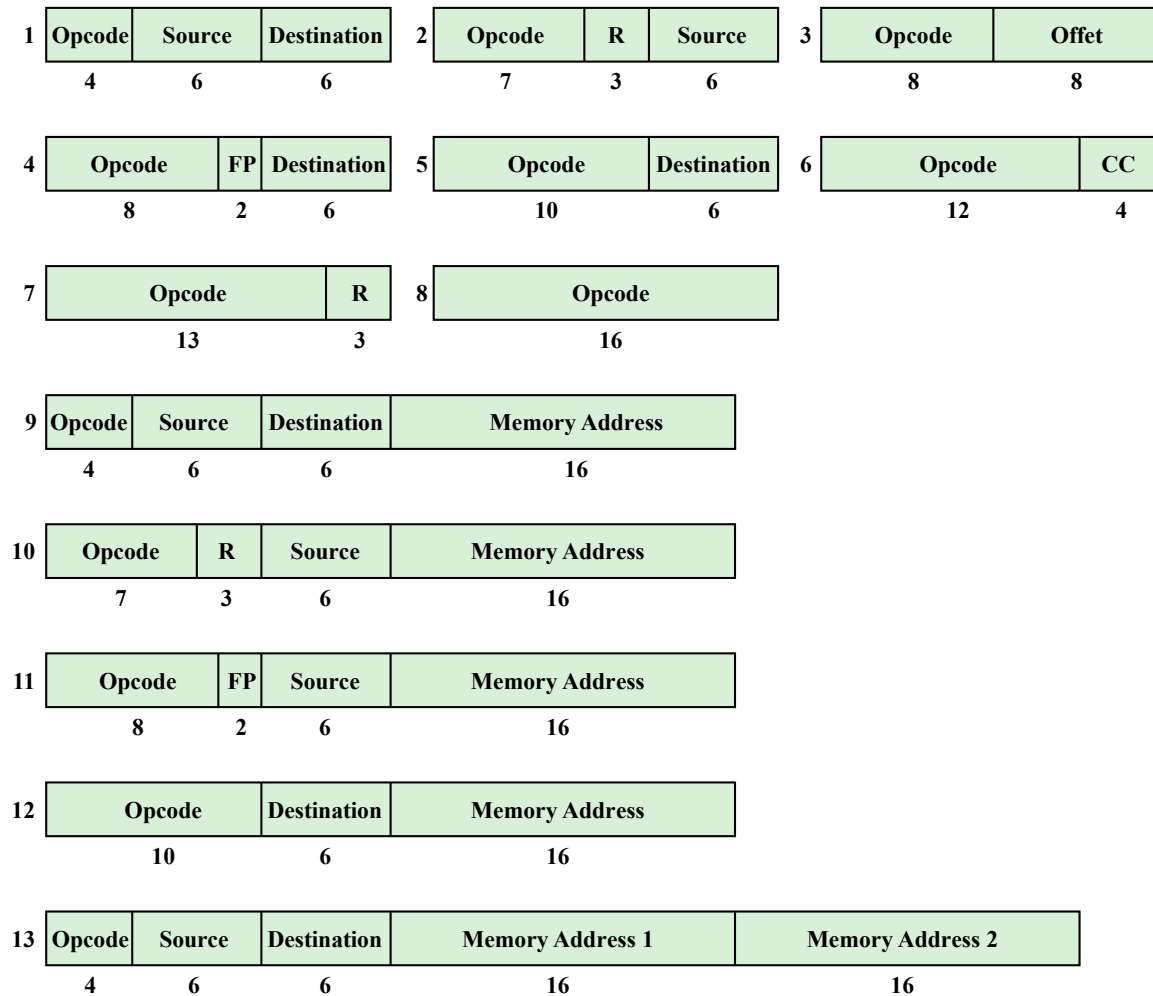 1 Opcode Source Destination 2 Opcode R Source 3 Opcode Offet
4 6 6 7 3 6 8 8
4 Opcode FP Destination 5 Opcode Destination 6 Opcode CC
8 2 6 10 6 12 4
7 Opcode R 8 Opcode
13 3 16
9 Opcode Source Destination Memory Address
4 6 6 16
10 Opcode R Source Memory Address
7 3 6 16
11 Opcode FP Source Memory Address
8 2 6 16
12 Opcode Destination Memory Address
10 6 16
13 Opcode Source Destination Memory Address 1 Memory Address 2
4 6 6 16 16